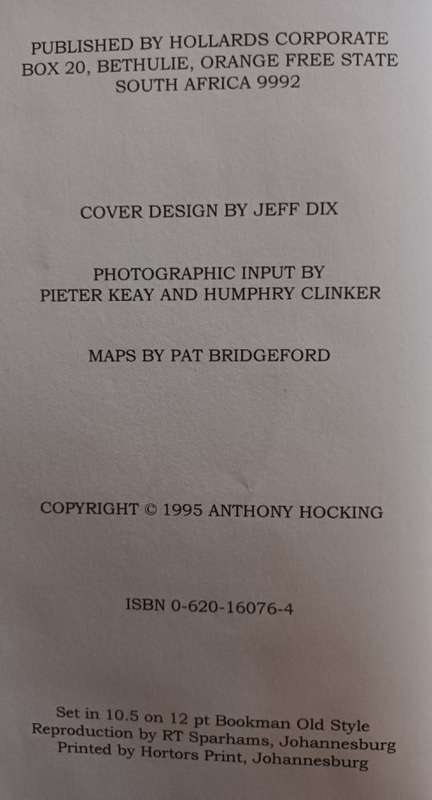 PUBLISHED BY HOLLARDS CORPORATE
BOX 20, BETHULIE, ORANGE FREE STATE
SOUTH AFRICA 9992
COVER DESIGN BY JEFF DIX
PHOTOGRAPHIC INPUT BY
PIETER KEAY AND HUMPHRY CLINKER
MAPS BY PAT BRIDGEFORD
COPYRIGHT © 1995 ANTHONY HOCKING
ISBN 0-620-16076-4
Set in 10.5 on 12 pt Bookman Old Style
Reproduction by RT Sparhams, Johannesburg
Printed by Hortors Print, Johannesburg